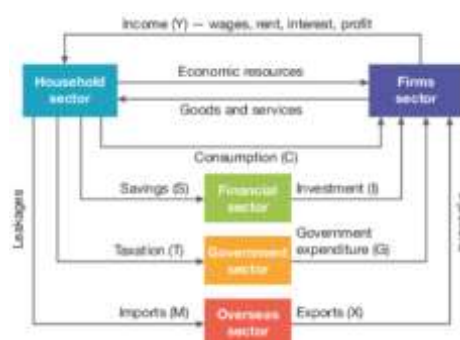 Income (Y) — wages, rent, interest, profit
Household
sector
Economic resources
Goods and services
Firms
sector
Consumption (C)
Savings (S)
Financial
sector
Investment (I)
Leakages
Taxation (T)
Government
sector
Government
expenditure (G)
Imports (M)
Overseas
sector
Exports (X)